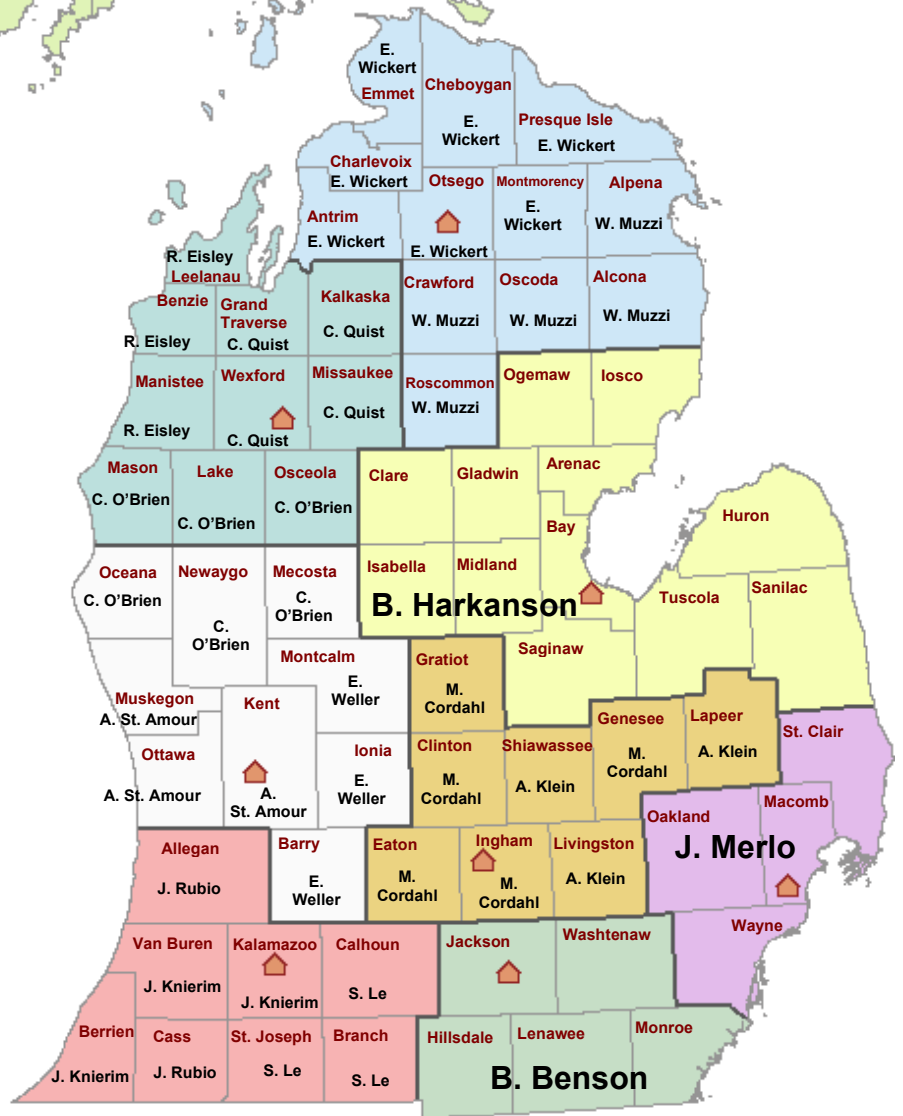 E.
Wickert
Emmet
Cheboygan
E.
Wickert
Presque Isle
E. Wickert
Charlevoix
E. Wickert
Otsego
E. Wickert
Montmorency
E.
Wickert
Alpena
W. Muzzi
Antrim
E. Wickert
R. Eisley
Leelanau
Benzie
R. Eisley
Grand
Traverse
C. Quist
Kalkaska
C. Quist
Crawford
W. Muzzi
Oscoda
W. Muzzi
Alcona
W. Muzzi
Manistee
R. Eisley
Wexford
C. Quist
Missaukee
C. Quist
Roscommon
W. Muzzi
Ogemaw
Iosco
Mason
C. O’Brien
Lake
C. O’Brien
Osceola
C. O’Brien
Clare
Gladwin
Arenac
Bay
Huron
Oceana
C. O’Brien
Newaygo
C.
O’Brien
Mecosta
C.
O’Brien
Isabella
Midland
B. Harkanson
Tuscola
Sanilac
Saginaw
Montcalm
E.
Weller
Gratiot
M.
Cordahl
Muskegon
A. St. Amour
Kent
A.
St. Amour
Ottawa
A. St. Amour
Ionia
E.
Weller
Clinton
M.
Cordahl
Shiawassee
A. Klein
Genesee
M.
Cordahl
Lapeer
A. Klein
St. Clair
Macomb
Oakland
J. Merlo
Wayne
Allegan
J. Rubio
Barry
E.
Weller
Eaton
M.
Cordahl
Ingham
M.
Cordahl
Livingston
A. Klein
Van Buren
J. Knierim
Kalamazoo
J. Knierim
Calhoun
S. Le
Jackson
Washtenaw
Berrien
J. Knierim
Cass
J. Rubio
St. Joseph
S. Le
Branch
S. Le
Hillsdale
Lenawee
Monroe
B. Benson